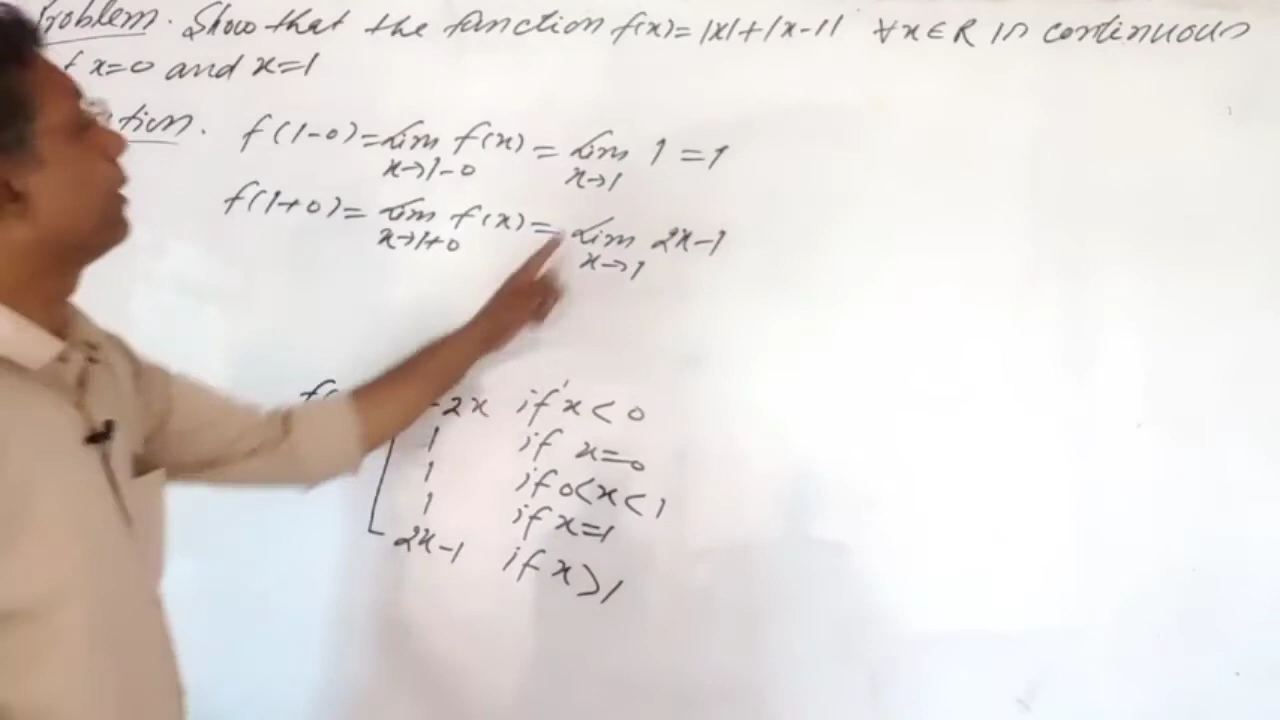 Problem. Show that the function f(x)=|x|+|x-1| ∀x∈R is continuous
x=0 and x=1
f(1-0)=Lim x→1-0 f(x)=Lim x→1 1=1
f(1+0)=Lim x→1+0 f(x)=Lim x→1 2x-1
-2x if x<0
1 if x=0
1 if 0<x<1
1 if x=1
2x-1 if x>1